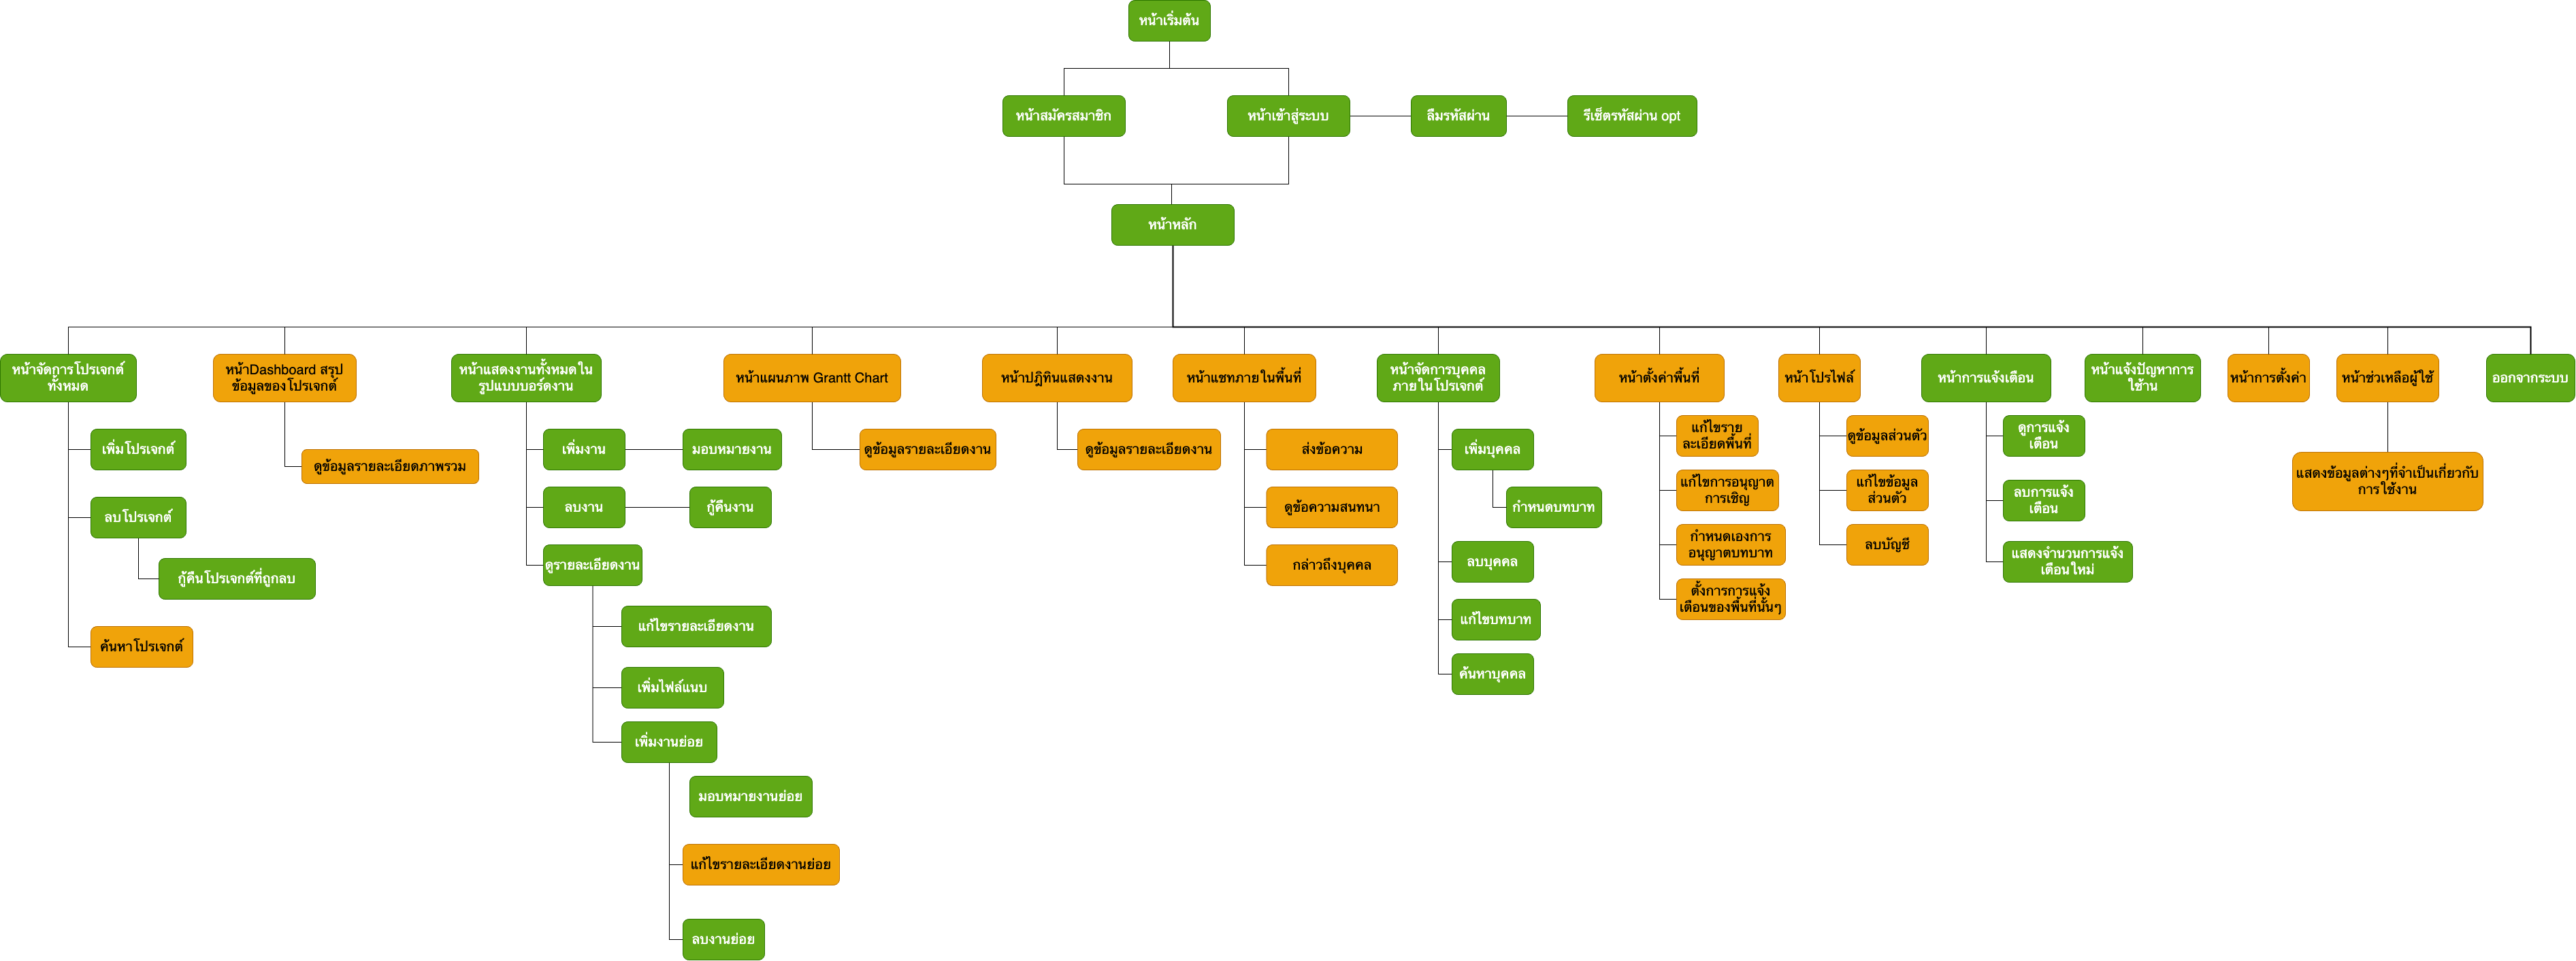 หน้าเริ่มต้น
หน้าสมัครสมาชิก
หน้าเข้าสู่ระบบ
ลืมรหัสผ่าน
รีเซ็ตรหัสผ่าน opt
หน้าหลัก
หน้าจัดการโปรเจกต์
ทั้งหมด
หน้าDashboard สรุป
ข้อมูลของโปรเจกต์
หน้าแสดงงานทั้งหมดใน
รูปแบบบอร์ดงาน
หน้าแผนภาพ Grantt Chart
หน้าปฎิทินแสดงงาน
หน้าแชทภายในพื้นที่
หน้าจัดการบุคคล
ภายในโปรเจกต์
หน้าตั้งค่าพื้นที่
หน้าโปรไฟล์
หน้าการแจ้งเตือน
หน้าแจ้งปัญหาการ
ใช้าน
หน้าการตั้งค่า
หน้าช่วเหลือผู้ใช้
ออกจากระบบ
เพิ่มโปรเจกต์
ลบโปรเจกต์
กู้คืนโปรเจกต์ที่ถูกลบ
ค้นหาโปรเจกต์
ดูข้อมูลรายละเอียดภาพรวม
เพิ่มงาน
มอบหมายงาน
ลบงาน
กู้คืนงาน
ดูรายละเอียดงาน
แก้ไขรายละเอียดงาน
เพิ่มไฟล์แนบ
เพิ่มงานย่อย
มอบหมายงานย่อย
แก้ไขรายละเอียดงานย่อย
ลบงานย่อย
ดูข้อมูลรายละเอียดงาน
ดูข้อมูลรายละเอียดงาน
ส่งข้อความ
ดูข้อความสนทนา
กล่าวถึงบุคคล
เพิ่มบุคคล
กำหนดบทบาท
ลบบุคคล
แก้ไขบทบาท
ค้นหาบุคคล
แก้ไขราย
ละเอียดพื้นที่
แก้ไขการอนุญาต
การเชิญ
กำหนดเองการ
อนุญาตบทบาท
ตั้งการการแจ้ง
เตือนของพื้นที่นั้นๆ
ดูข้อมูลส่วนตัว
แก้ไขข้อมูล
ส่วนตัว
ลบบัญชี
ดูการแจ้ง
เตือน
ลบการแจ้ง
เตือน
แสดงจำนวนการแจ้ง
เตือนใหม่
แสดงข้อมูลต่างๆที่จำเป็นเกี่ยวกับ
การใช้งาน